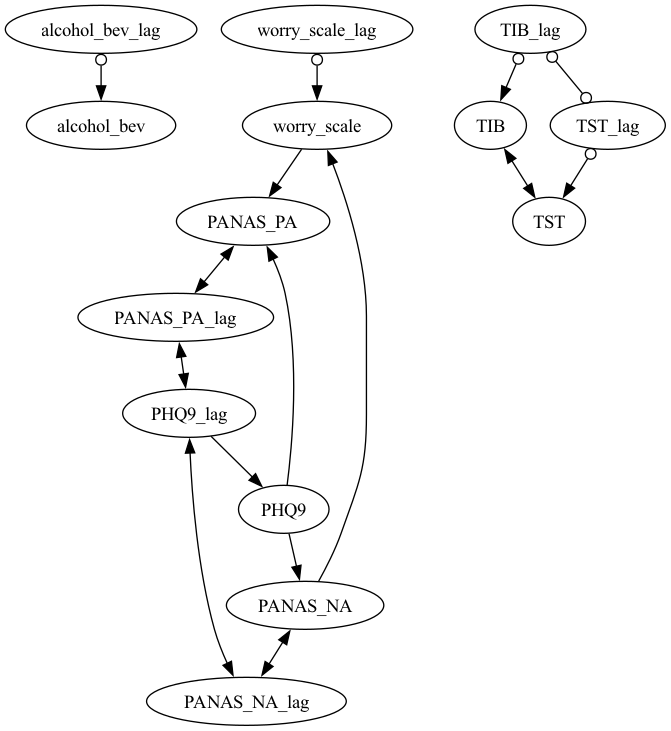 alcohol_bev_lag
worry_scale_lag
TIB_lag
alcohol_bev
worry_scale
TIB
TST_lag
PANAS_PA
TST
PANAS_PA_lag
PHQ9_lag
PHQ9
PANAS_NA
PANAS_NA_lag